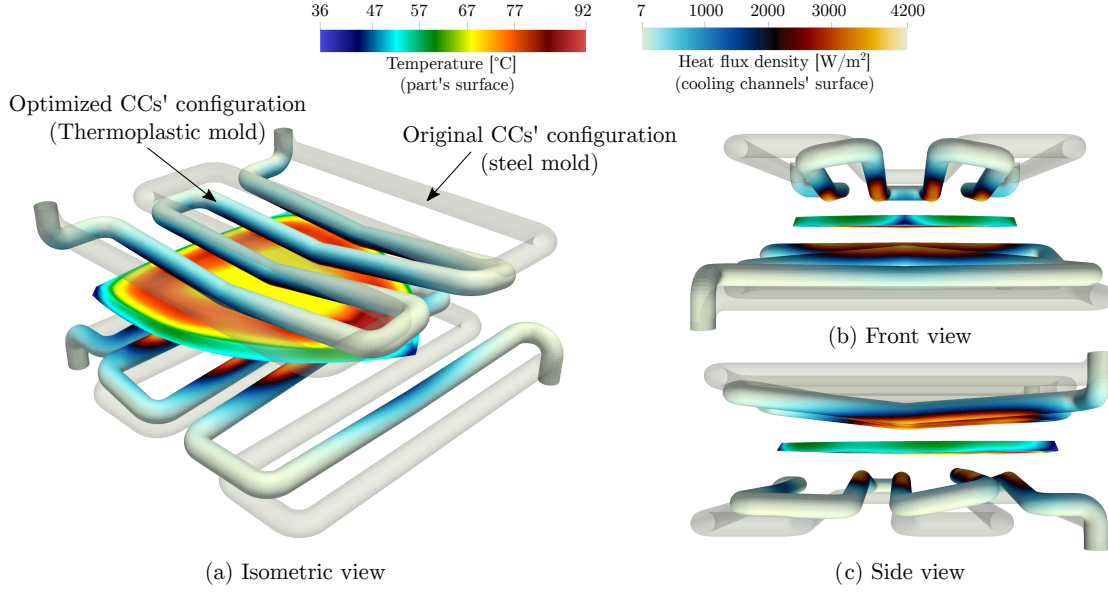 36 47 57 67 77 92
Temperature [°C]
(part's surface)
7 1000 2000 3000 4200
Heat flux density [W/m²]
(cooling channels' surface)
Optimized CCs' configuration
(Thermoplastic mold)
Original CCs' configuration
(steel mold)
(a) Isometric view
(b) Front view
(c) Side view